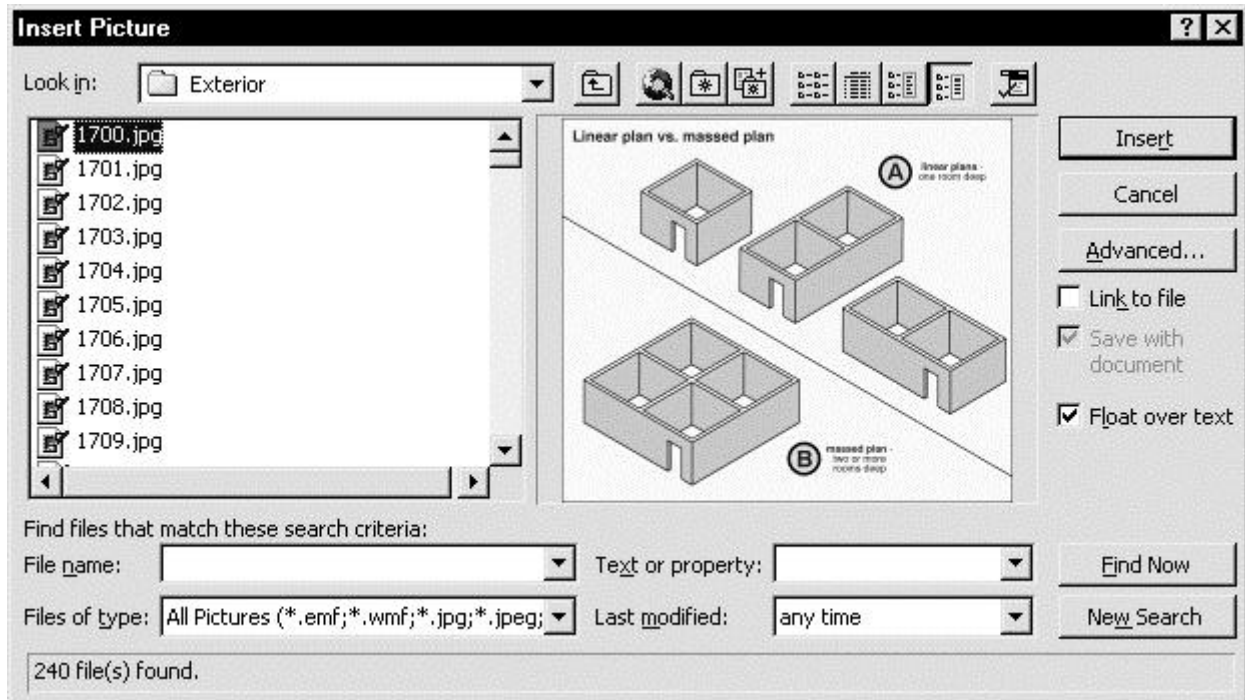 Insert Picture
Look in:
Exterior
1700.jpg
1701.jpg
1702.jpg
1703.jpg
1704.jpg
1705.jpg
1706.jpg
1707.jpg
1708.jpg
1709.jpg
Linear plan vs. massed plan
A
linear plans -
one room deep
B
massed plan -
two or more
rooms deep
Insert
Cancel
Advanced...
Link to file
Save with
document
Float over text
Find files that match these search criteria:
File name:
Text or property:
Find Now
Files of type:
All Pictures (*.emf;*.wmf;*.jpg;*.jpeg;
Last modified:
any time
New Search
240 file(s) found.